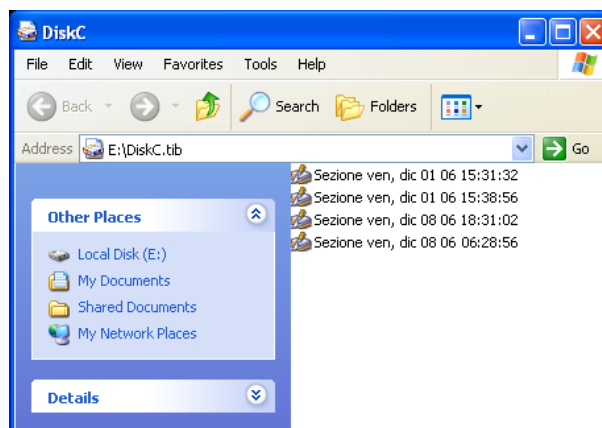 DiskC
File Edit View Favorites Tools Help
Back Search Folders
Address E:\DiskC.tib Go
Other Places
Local Disk (E:)
My Documents
Shared Documents
My Network Places
Details
Sezione ven, dic 01 06 15:31:32
Sezione ven, dic 01 06 15:38:56
Sezione ven, dic 08 06 18:31:02
Sezione ven, dic 08 06 06:28:56